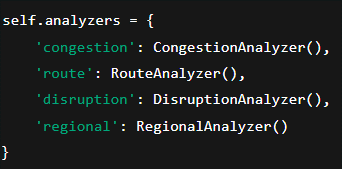 self.analyzers = {
    'congestion': CongestionAnalyzer(),
    'route': RouteAnalyzer(),
    'disruption': DisruptionAnalyzer(),
    'regional': RegionalAnalyzer()
}